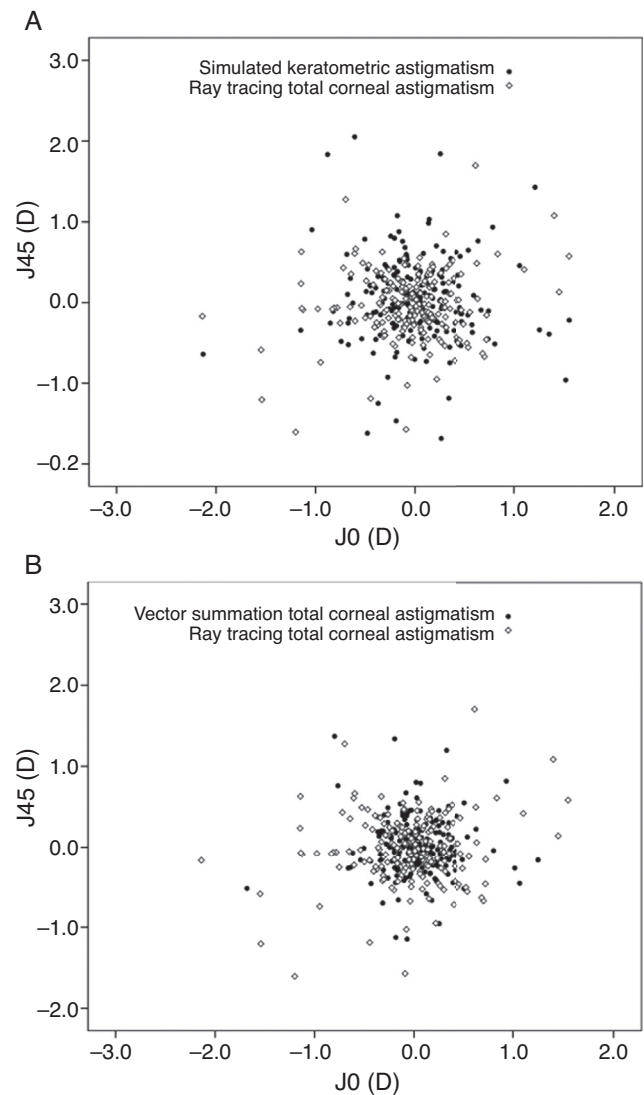 A
Simulated keratometric astigmatism
Ray tracing total corneal astigmatism
3.0
2.0
1.0
0.0
−1.0
−0.2
J45 (D)
−3.0 −2.0 −1.0 0.0 1.0 2.0
J0 (D)
B
Vector summation total corneal astigmatism
Ray tracing total corneal astigmatism
3.0
2.0
1.0
0.0
−1.0
−2.0
J45 (D)
−3.0 −2.0 −1.0 0.0 1.0 2.0
J0 (D)